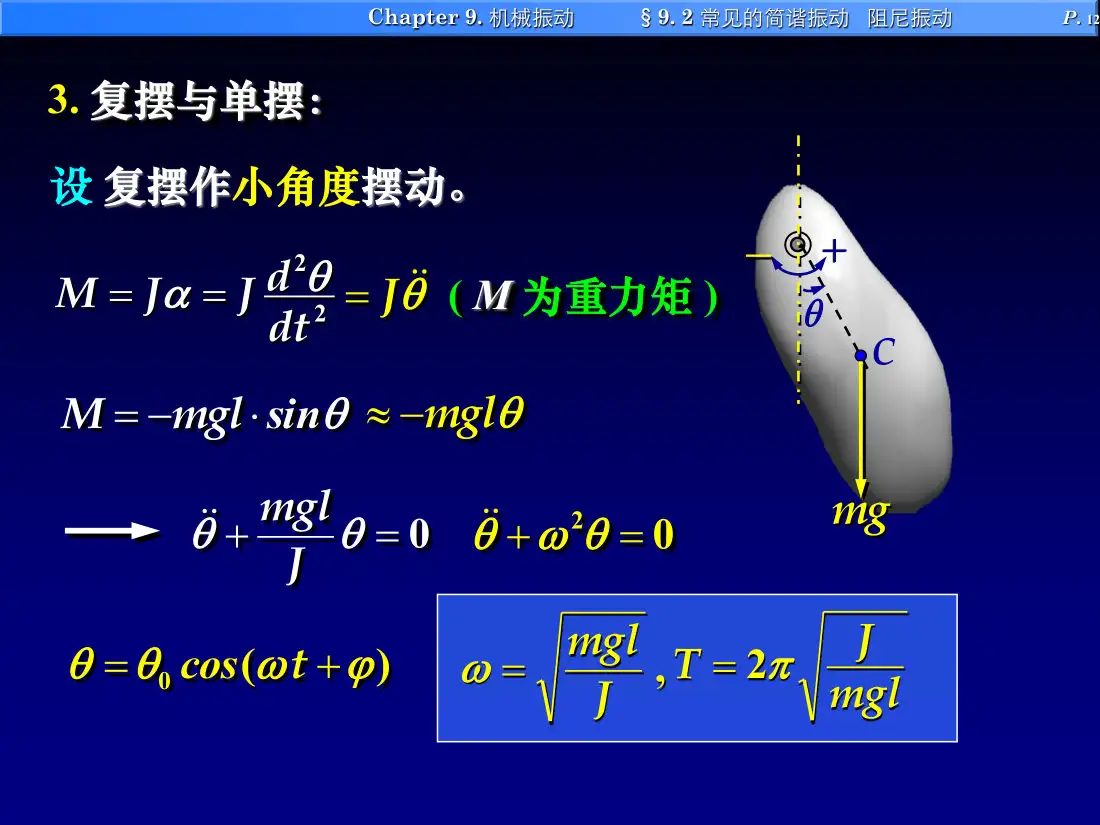 Chapter 9. 机械振动 §9.2 常见的简谐振动 阻尼振动 P. 12
3. 复摆与单摆:
设 复摆作小角度摆动。
M = Jα = J d²θ/dt² = Jθ̈ ( M 为重力矩 )
M = −mgl · sinθ ≈ −mglθ
θ̈ + mgl/J θ = 0 θ̈ + ω²θ = 0
θ = θ₀ cos(ωt + φ)
ω = √(mgl/J) , T = 2π√(J/mgl)
− +
θ
C
mg